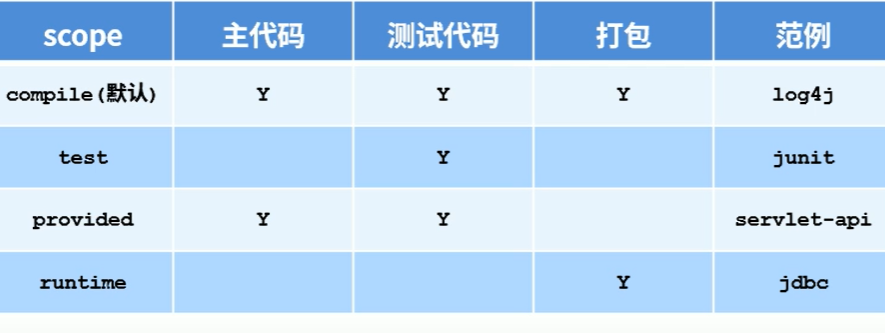 scope 主代码 测试代码 打包 范例
compile(默认) Y Y Y log4j
test Y junit
provided Y Y servlet-api
runtime Y jdbc